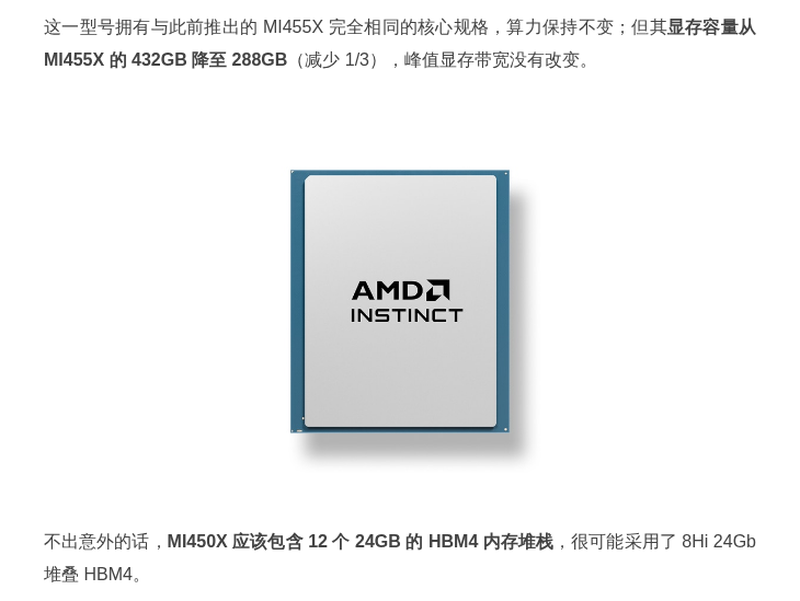 这一型号拥有与此前推出的 MI455X 完全相同的核心规格，算力保持不变；但其显存容量从
MI455X 的 432GB 降至 288GB（减少 1/3），峰值显存带宽没有改变。
AMD
INSTINCT
不出意外的话，MI450X 应该包含 12 个 24GB 的 HBM4 内存堆栈，很可能采用了 8Hi 24Gb
堆叠 HBM4。